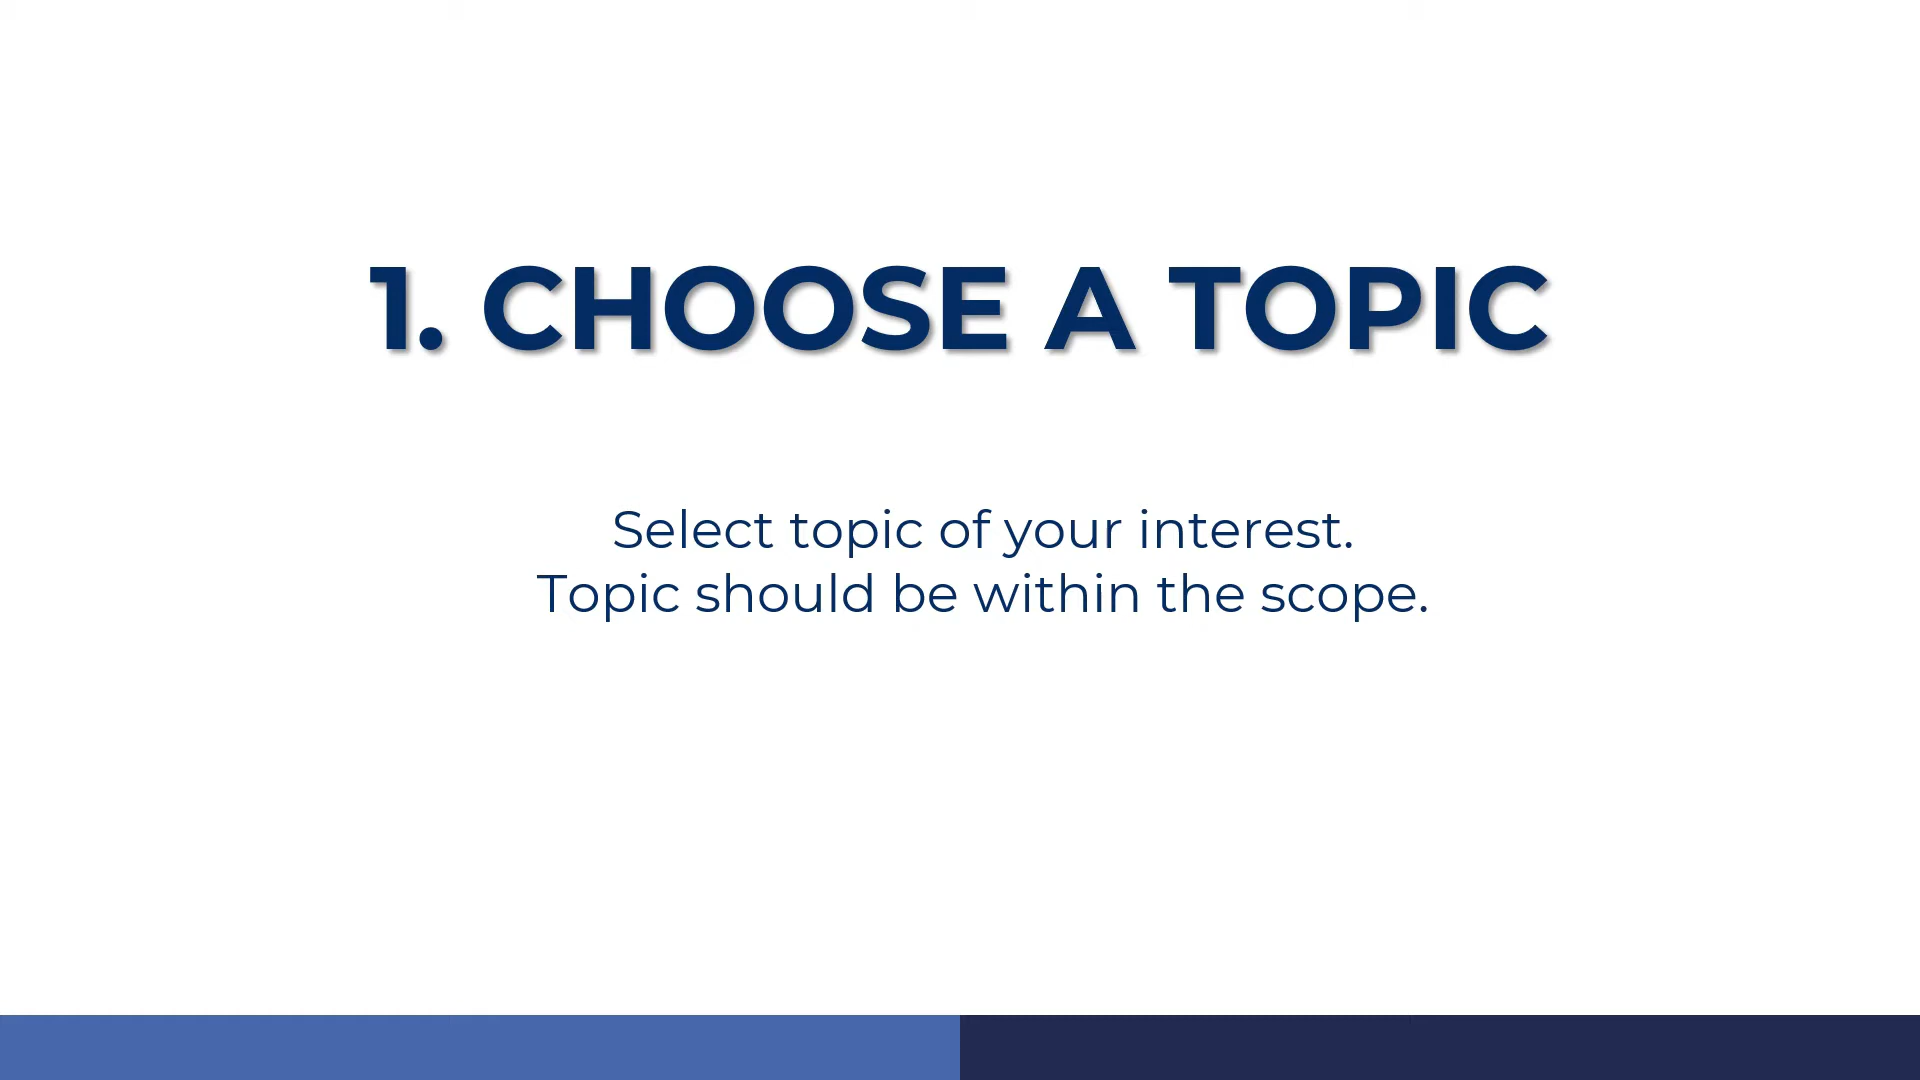 1. CHOOSE A TOPIC
Select topic of your interest.
Topic should be within the scope.